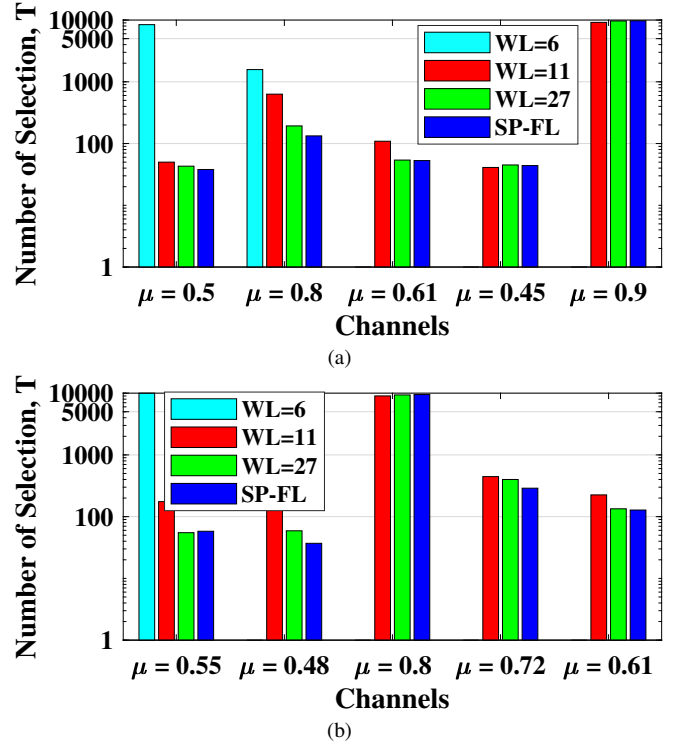 Number of Selection, T
10000
5000
1000
100
1
WL=6
WL=11
WL=27
SP-FL
μ = 0.5 μ = 0.8 μ = 0.61 μ = 0.45 μ = 0.9
Channels
(a)
Number of Selection, T
10000
5000
1000
100
1
WL=6
WL=11
WL=27
SP-FL
μ = 0.55 μ = 0.48 μ = 0.8 μ = 0.72 μ = 0.61
Channels
(b)